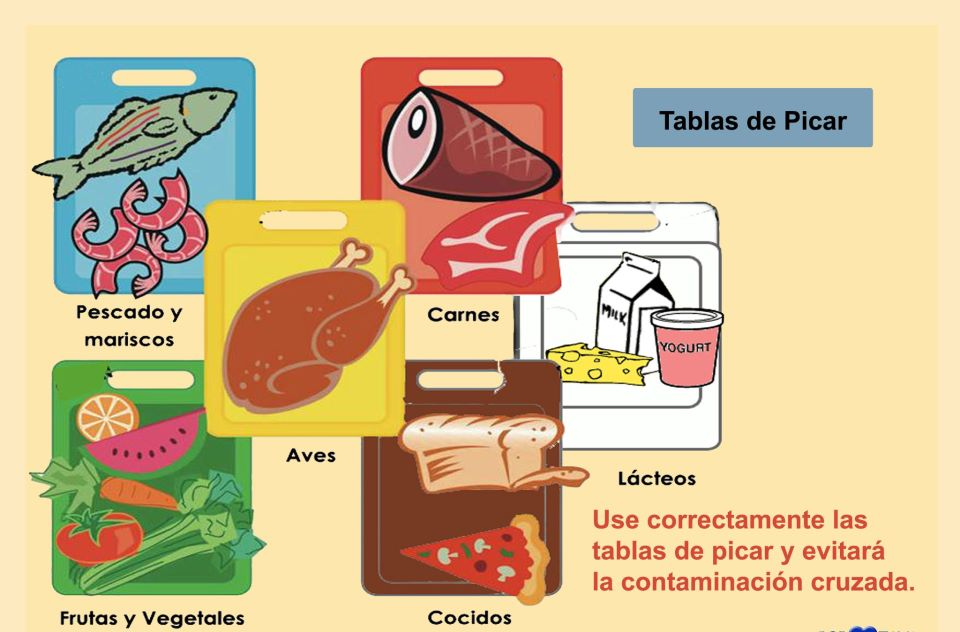 Tablas de Picar
MILK
YOGURT
Pescado y
mariscos
Carnes
Aves
Lácteos
Use correctamente las
tablas de picar y evitará
la contaminación cruzada.
Frutas y Vegetales
Cocidos